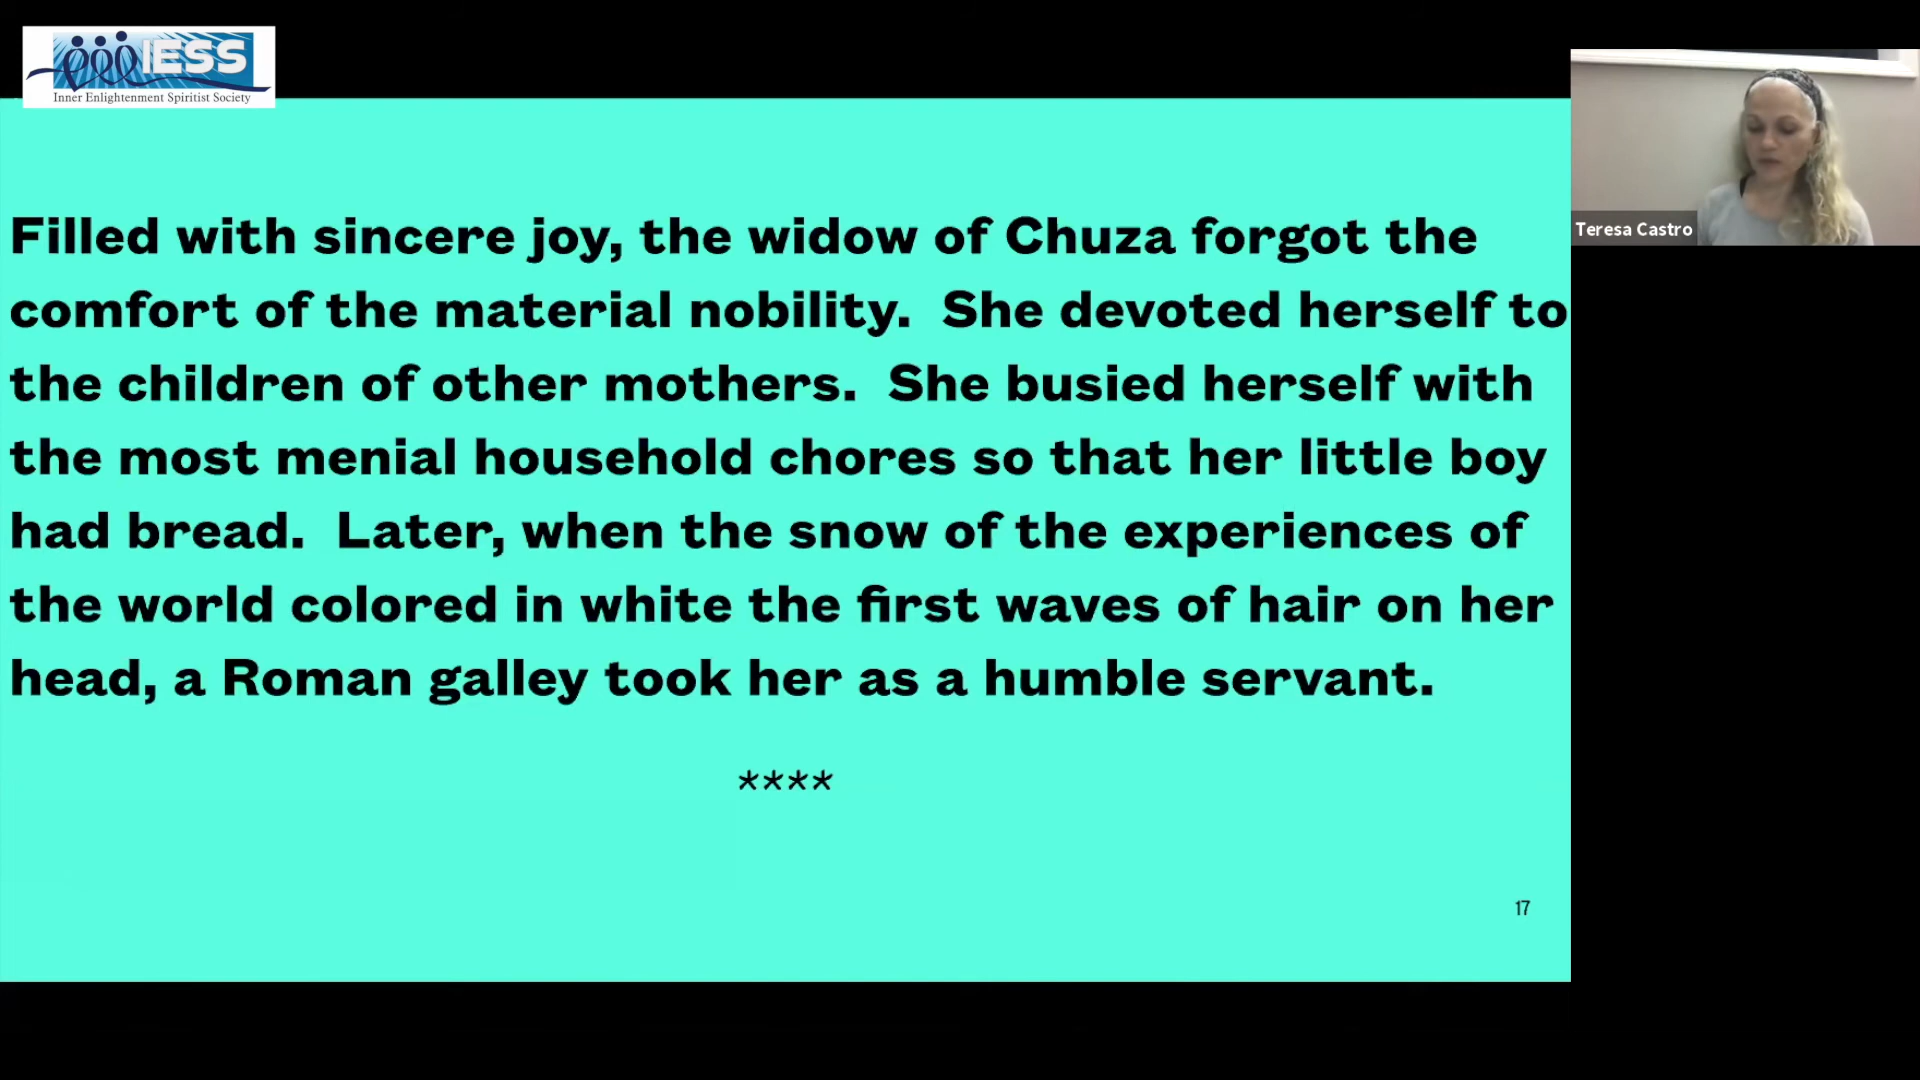 IESS
Inner Enlightenment Spiritist Society
Teresa Castro
Filled with sincere joy, the widow of Chuza forgot the
comfort of the material nobility.  She devoted herself to
the children of other mothers.  She busied herself with
the most menial household chores so that her little boy
had bread.  Later, when the snow of the experiences of
the world colored in white the first waves of hair on her
head, a Roman galley took her as a humble servant.
****
17